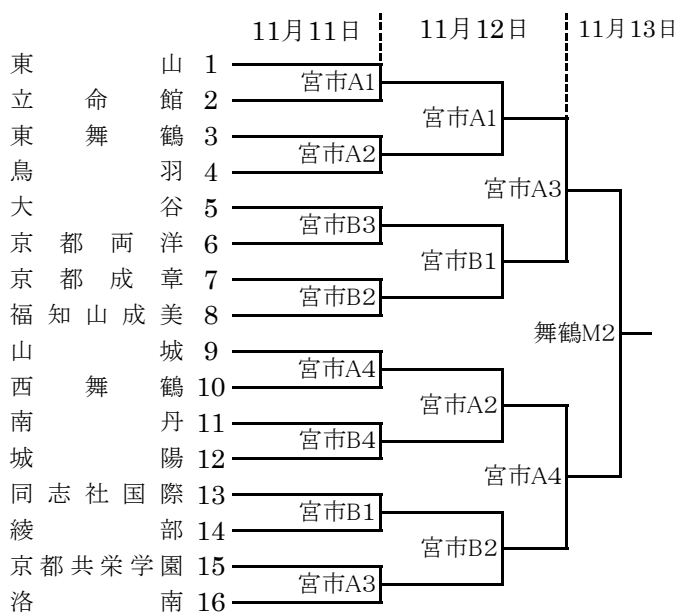 11月11日 11月12日 11月13日
東山 1
宮市A1
立命館 2
宮市A1
東舞鶴 3
宮市A2
鳥羽 4
宮市A3
大谷 5
宮市B3
京都両洋 6
宮市B1
京都成章 7
宮市B2
福知山成美 8
舞鶴M2
山城 9
宮市A4
西舞鶴 10
宮市A2
南丹 11
宮市B4
城陽 12
宮市A4
同志社国際 13
宮市B1
綾部 14
宮市B2
京都共栄学園 15
宮市A3
洛南 16